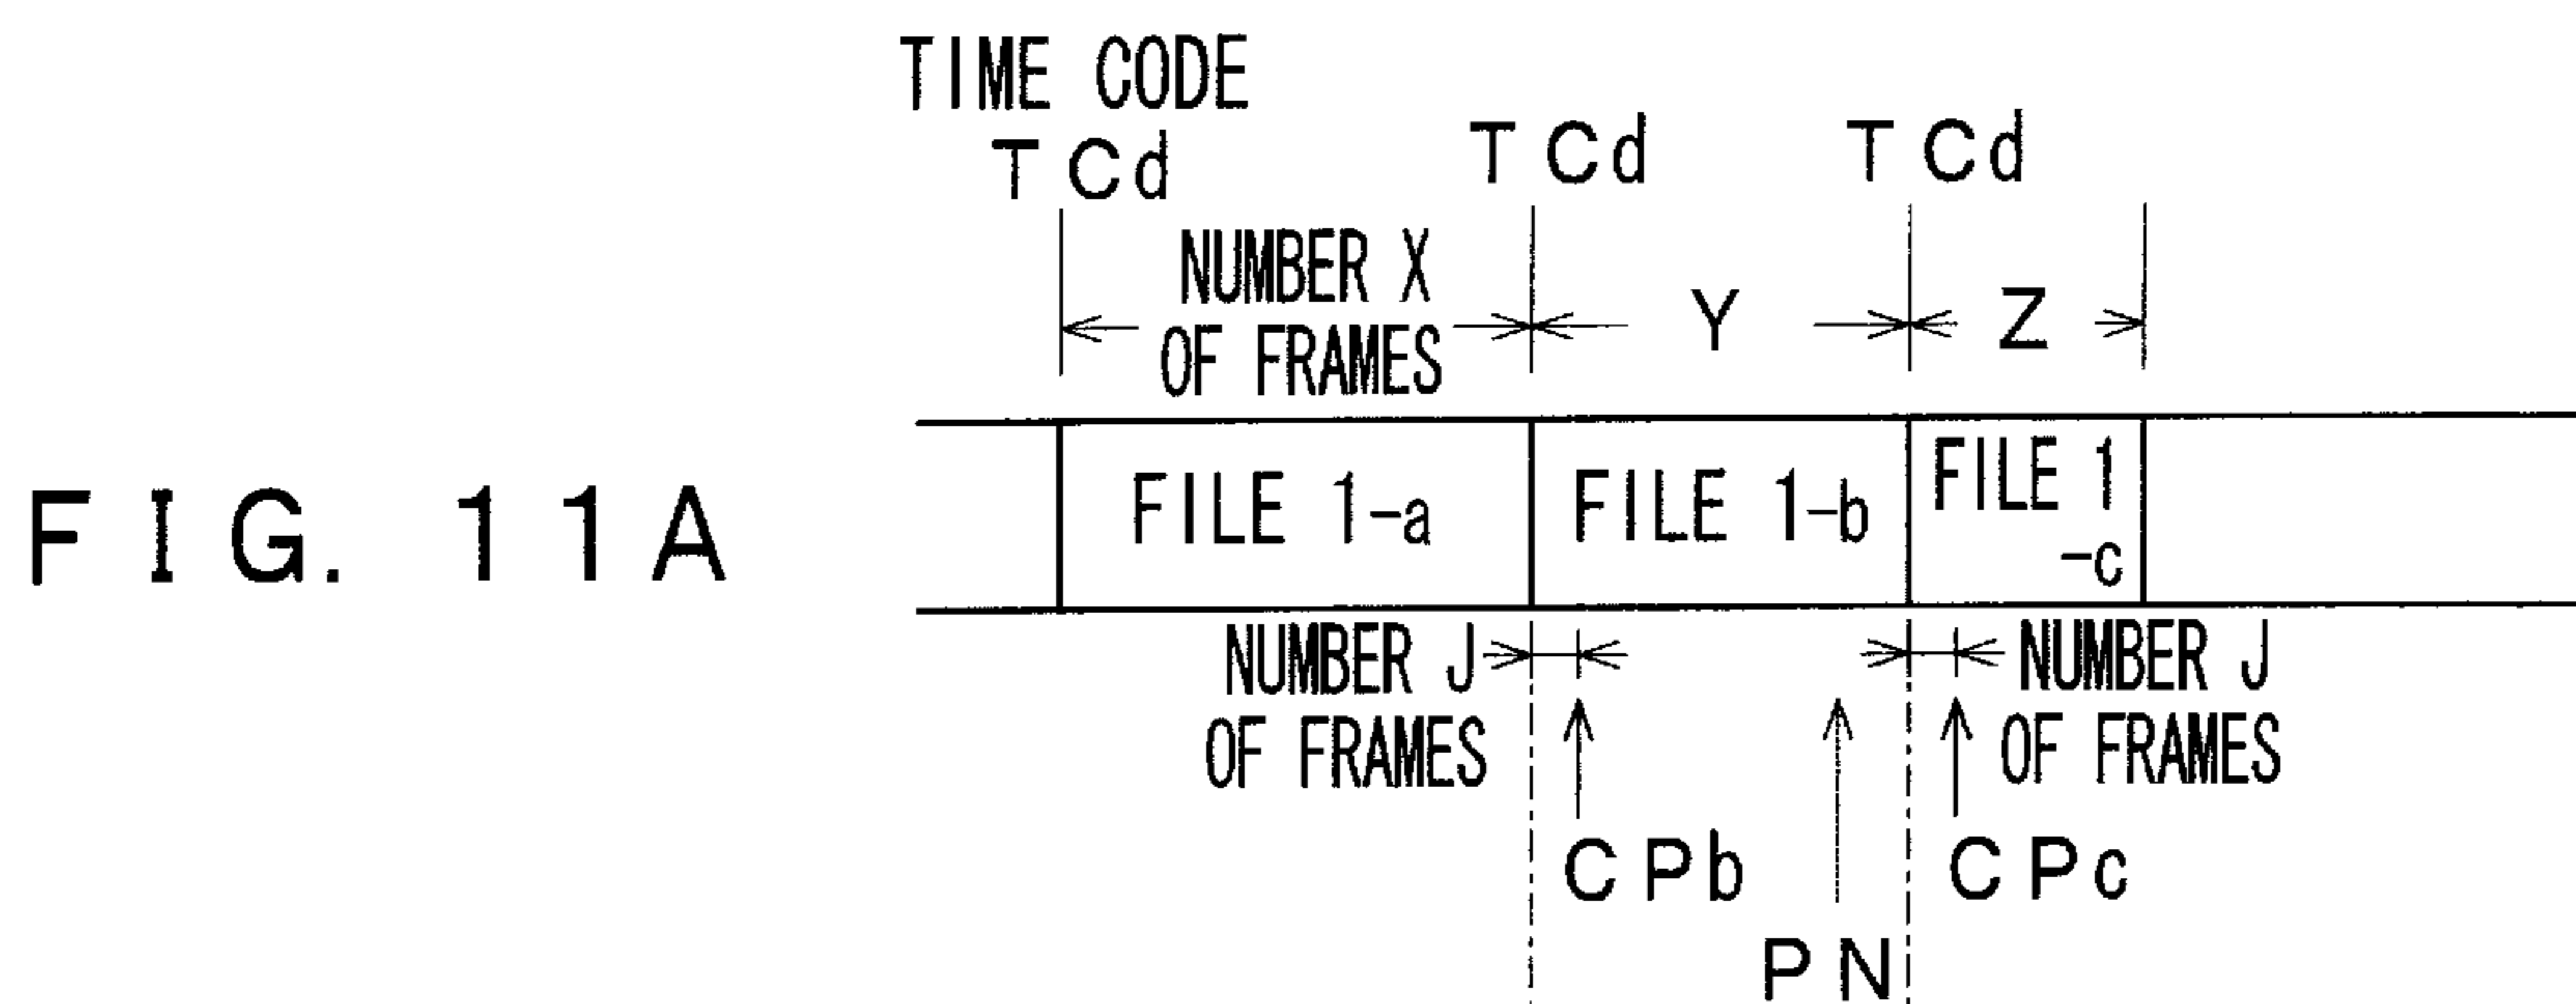 TIME CODE
TCd TCd TCd
NUMBER X
OF FRAMES
Y Z
FIG. 11A
FILE 1-a FILE 1-b FILE 1
-c
NUMBER J NUMBER J
OF FRAMES OF FRAMES
CPb CPc
PN